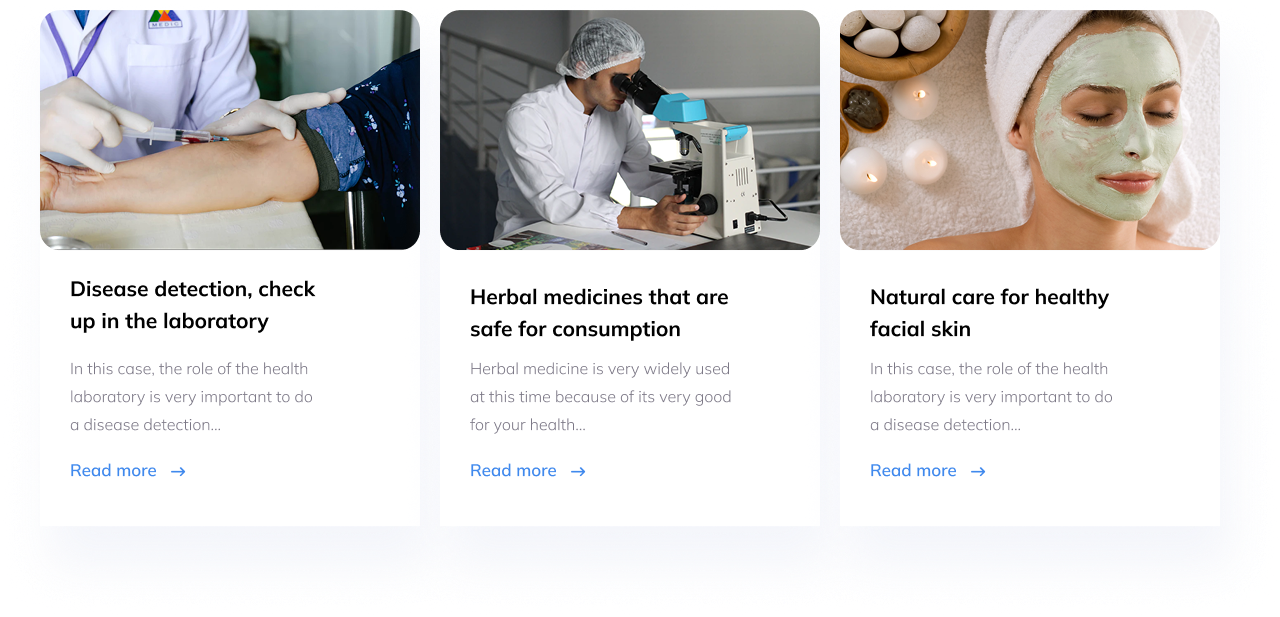 MEDIC
Disease detection, check
up in the laboratory
In this case, the role of the health
laboratory is very important to do
a disease detection...
Read more →
Herbal medicines that are
safe for consumption
Herbal medicine is very widely used
at this time because of its very good
for your health...
Read more →
Natural care for healthy
facial skin
In this case, the role of the health
laboratory is very important to do
a disease detection...
Read more →